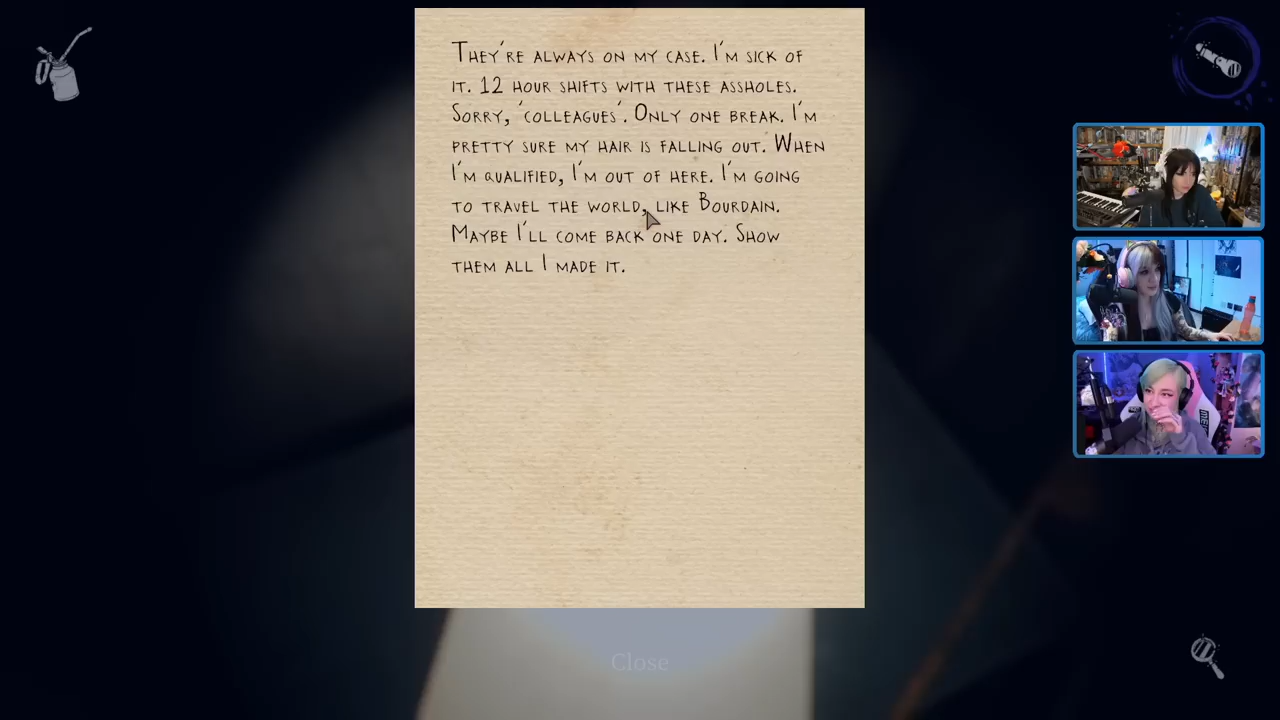 They're always on my case. I'm sick of
it. 12 hour shifts with these assholes.
Sorry, 'colleagues'. Only one break. I'm
pretty sure my hair is falling out. When
I'm qualified, I'm out of here. I'm going
to travel the world, like Bourdain.
Maybe I'll come back one day. Show
them all I made it.
Close